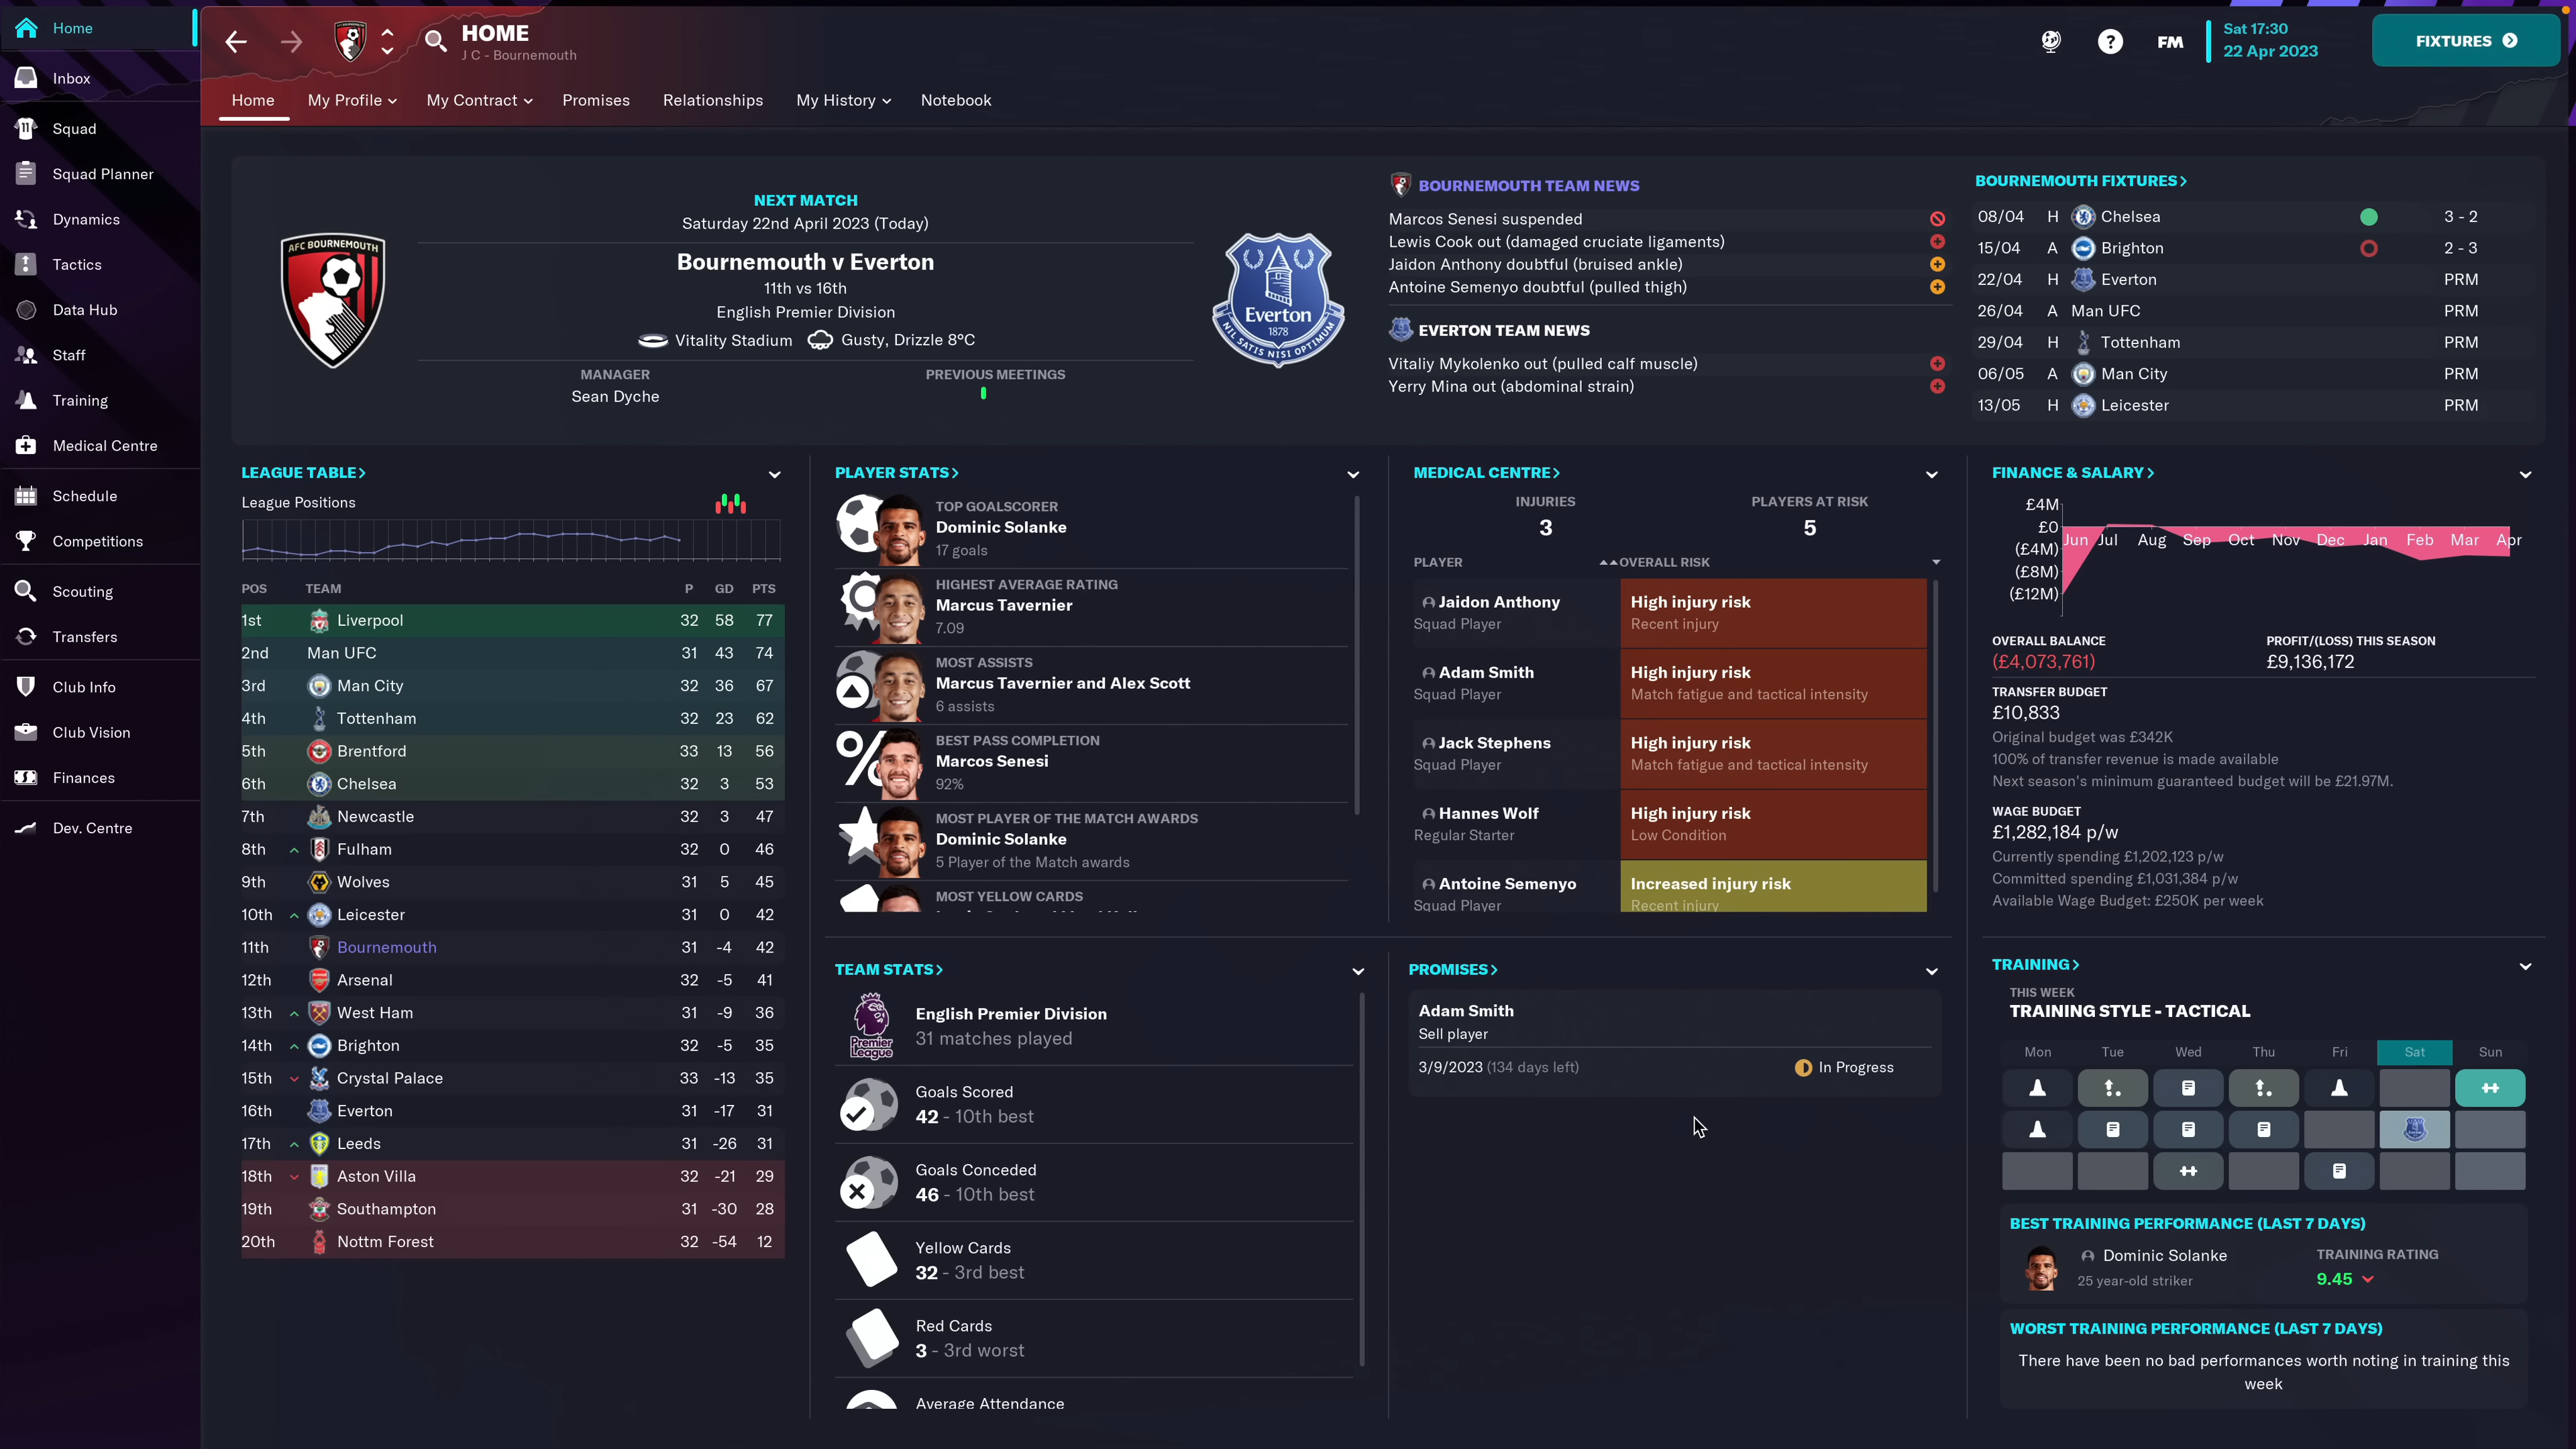 Home
Inbox
Squad
Squad Planner
Dynamics
Tactics
Data Hub
Staff
Training
Medical Centre
Schedule
Competitions
Scouting
Transfers
Club Info
Club Vision
Finances
Dev. Centre
HOME
J C - Bournemouth
FM
Sat 17:30
22 Apr 2023
FIXTURES
Home My Profile My Contract Promises Relationships My History Notebook
NEXT MATCH
Saturday 22nd April 2023 (Today)
Bournemouth v Everton
11th vs 16th
English Premier Division
Vitality Stadium Gusty, Drizzle 8°C
MANAGER PREVIOUS MEETINGS
Sean Dyche
AFC BOURNEMOUTH
Everton
1878
NIL SATIS NISI OPTIMUM
BOURNEMOUTH TEAM NEWS
Marcos Senesi suspended
Lewis Cook out (damaged cruciate ligaments)
Jaidon Anthony doubtful (bruised ankle)
Antoine Semenyo doubtful (pulled thigh)
EVERTON TEAM NEWS
Vitaliy Mykolenko out (pulled calf muscle)
Yerry Mina out (abdominal strain)
BOURNEMOUTH FIXTURES
08/04 H Chelsea 3 - 2
15/04 A Brighton 2 - 3
22/04 H Everton PRM
26/04 A Man UFC PRM
29/04 H Tottenham PRM
06/05 A Man City PRM
13/05 H Leicester PRM
LEAGUE TABLE
League Positions
POS TEAM P GD PTS
1st Liverpool 32 58 77
2nd Man UFC 31 43 74
3rd Man City 32 36 67
4th Tottenham 32 23 62
5th Brentford 33 13 56
6th Chelsea 32 3 53
7th Newcastle 32 3 47
8th Fulham 32 0 46
9th Wolves 31 5 45
10th Leicester 31 0 42
11th Bournemouth 31 -4 42
12th Arsenal 32 -5 41
13th West Ham 31 -9 36
14th Brighton 32 -5 35
15th Crystal Palace 33 -13 35
16th Everton 31 -17 31
17th Leeds 31 -26 31
18th Aston Villa 32 -21 29
19th Southampton 31 -30 28
20th Nottm Forest 32 -54 12
PLAYER STATS
TOP GOALSCORER
Dominic Solanke
17 goals
HIGHEST AVERAGE RATING
Marcus Tavernier
7.09
MOST ASSISTS
Marcus Tavernier and Alex Scott
6 assists
BEST PASS COMPLETION
Marcos Senesi
92%
MOST PLAYER OF THE MATCH AWARDS
Dominic Solanke
5 Player of the Match awards
MOST YELLOW CARDS
TEAM STATS
Premier League
English Premier Division
31 matches played
Goals Scored
42 - 10th best
Goals Conceded
46 - 10th best
Yellow Cards
32 - 3rd best
Red Cards
3 - 3rd worst
Average Attendance
MEDICAL CENTRE
INJURIES PLAYERS AT RISK
3 5
PLAYER OVERALL RISK
Jaidon Anthony High injury risk
Squad Player Recent injury
Adam Smith High injury risk
Squad Player Match fatigue and tactical intensity
Jack Stephens High injury risk
Squad Player Match fatigue and tactical intensity
Hannes Wolf High injury risk
Regular Starter Low Condition
Antoine Semenyo Increased injury risk
Squad Player Recent injury
PROMISES
Adam Smith
Sell player
3/9/2023 (134 days left) In Progress
FINANCE & SALARY
£4M
£0
(£4M)
(£8M)
(£12M)
Jun Jul Aug Sep Oct Nov Dec Jan Feb Mar Apr
OVERALL BALANCE PROFIT/(LOSS) THIS SEASON
(£4,073,761) £9,136,172
TRANSFER BUDGET
£10,833
Original budget was £342K
100% of transfer revenue is made available
Next season's minimum guaranteed budget will be £21.97M.
WAGE BUDGET
£1,282,184 p/w
Currently spending £1,202,123 p/w
Committed spending £1,031,384 p/w
Available Wage Budget: £250K per week
TRAINING
THIS WEEK
TRAINING STYLE - TACTICAL
Mon Tue Wed Thu Fri Sat Sun
BEST TRAINING PERFORMANCE (LAST 7 DAYS)
Dominic Solanke TRAINING RATING
25 year-old striker 9.45
WORST TRAINING PERFORMANCE (LAST 7 DAYS)
There have been no bad performances worth noting in training this
week